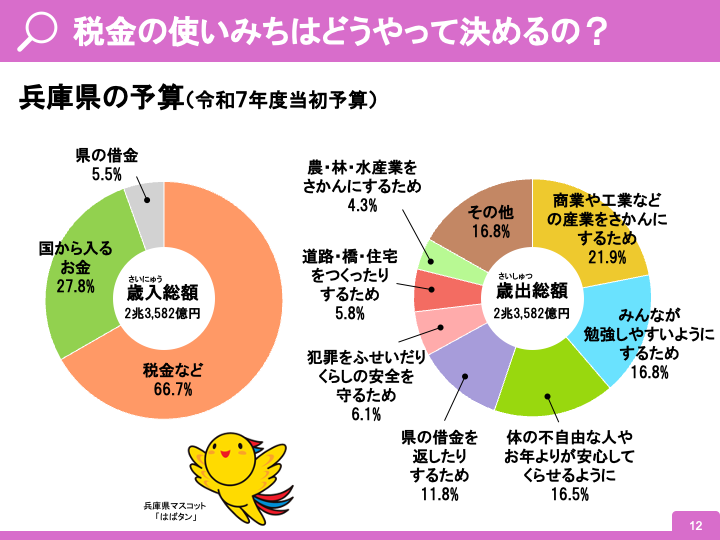 税金の使いみちはどうやって決めるの？
兵庫県の予算（令和7年度当初予算）
県の借金
5.5%
国から入る
お金
27.8%
さいにゅう
歳入総額
2兆3,582億円
税金など
66.7%
兵庫県マスコット
「はばタン」
農・林・水産業を
さかんにするため
4.3%
道路・橋・住宅
をつくったり
するため
5.8%
犯罪をふせいだり
くらしの安全を
守るため
6.1%
県の借金を
返したり
するため
11.8%
その他
16.8%
さいしゅつ
歳出総額
2兆3,582億円
商業や工業など
の産業をさかんに
するため
21.9%
みんなが
勉強しやすいように
するため
16.8%
体の不自由な人や
お年よりが安心して
くらせるように
16.5%
12